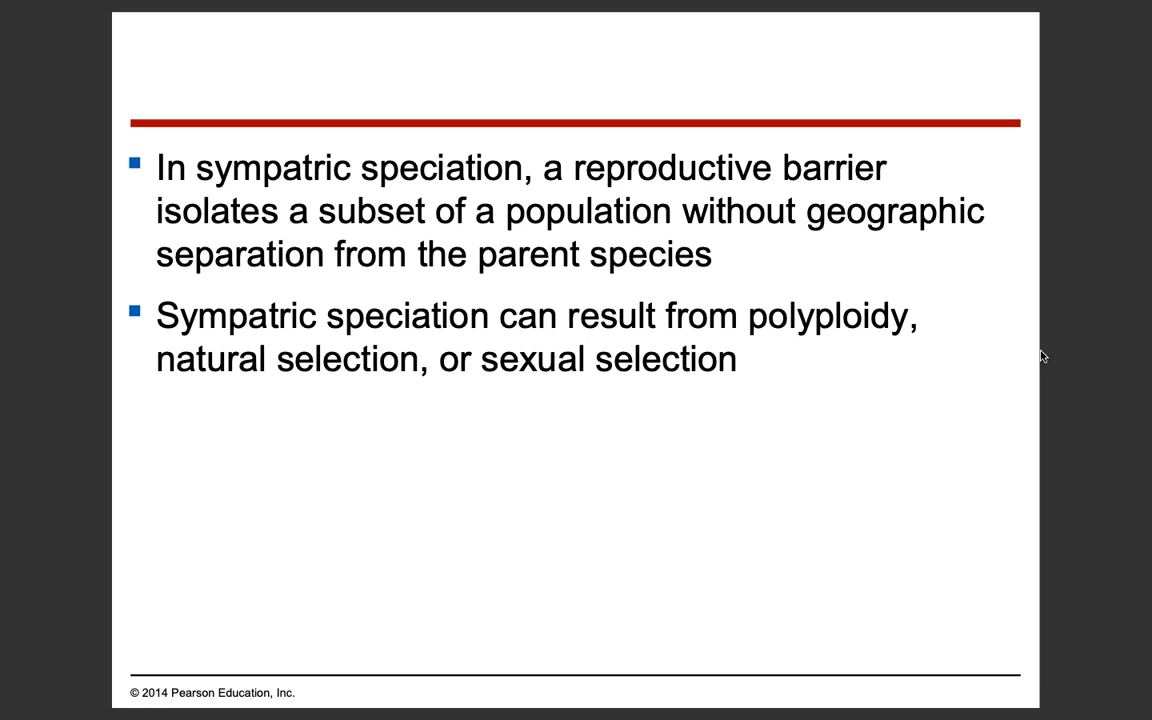 In sympatric speciation, a reproductive barrier
isolates a subset of a population without geographic
separation from the parent species
Sympatric speciation can result from polyploidy,
natural selection, or sexual selection
© 2014 Pearson Education, Inc.